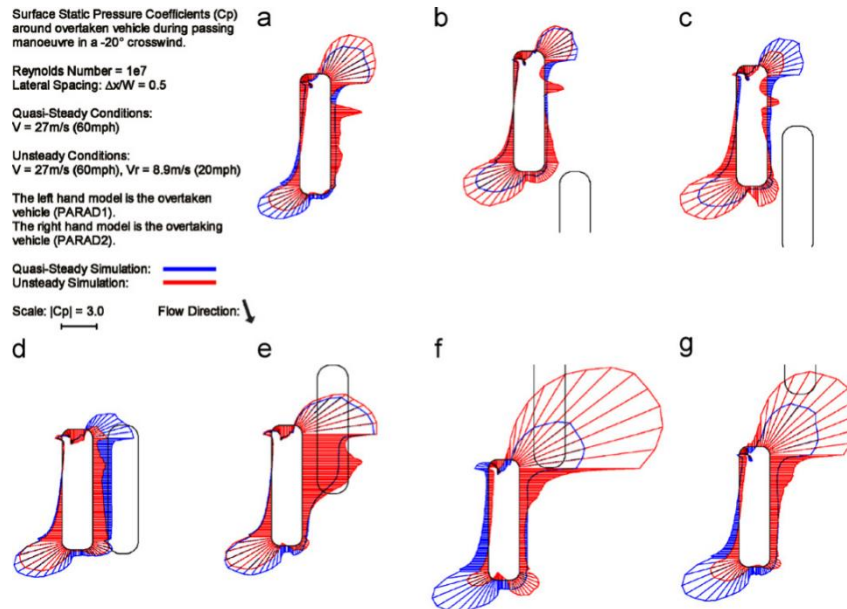 Surface Static Pressure Coefficients (Cp)
around overtaken vehicle during passing
manoeuvre in a -20° crosswind.
Reynolds Number = 1e7
Lateral Spacing: Δx/W = 0.5
Quasi-Steady Conditions:
V = 27m/s (60mph)
Unsteady Conditions:
V = 27m/s (60mph), Vr = 8.9m/s (20mph)
The left hand model is the overtaken
vehicle (PARAD1).
The right hand model is the overtaking
vehicle (PARAD2).
Quasi-Steady Simulation:
Unsteady Simulation:
Scale: |Cp| = 3.0 Flow Direction:
a
b
c
d
e
f
g